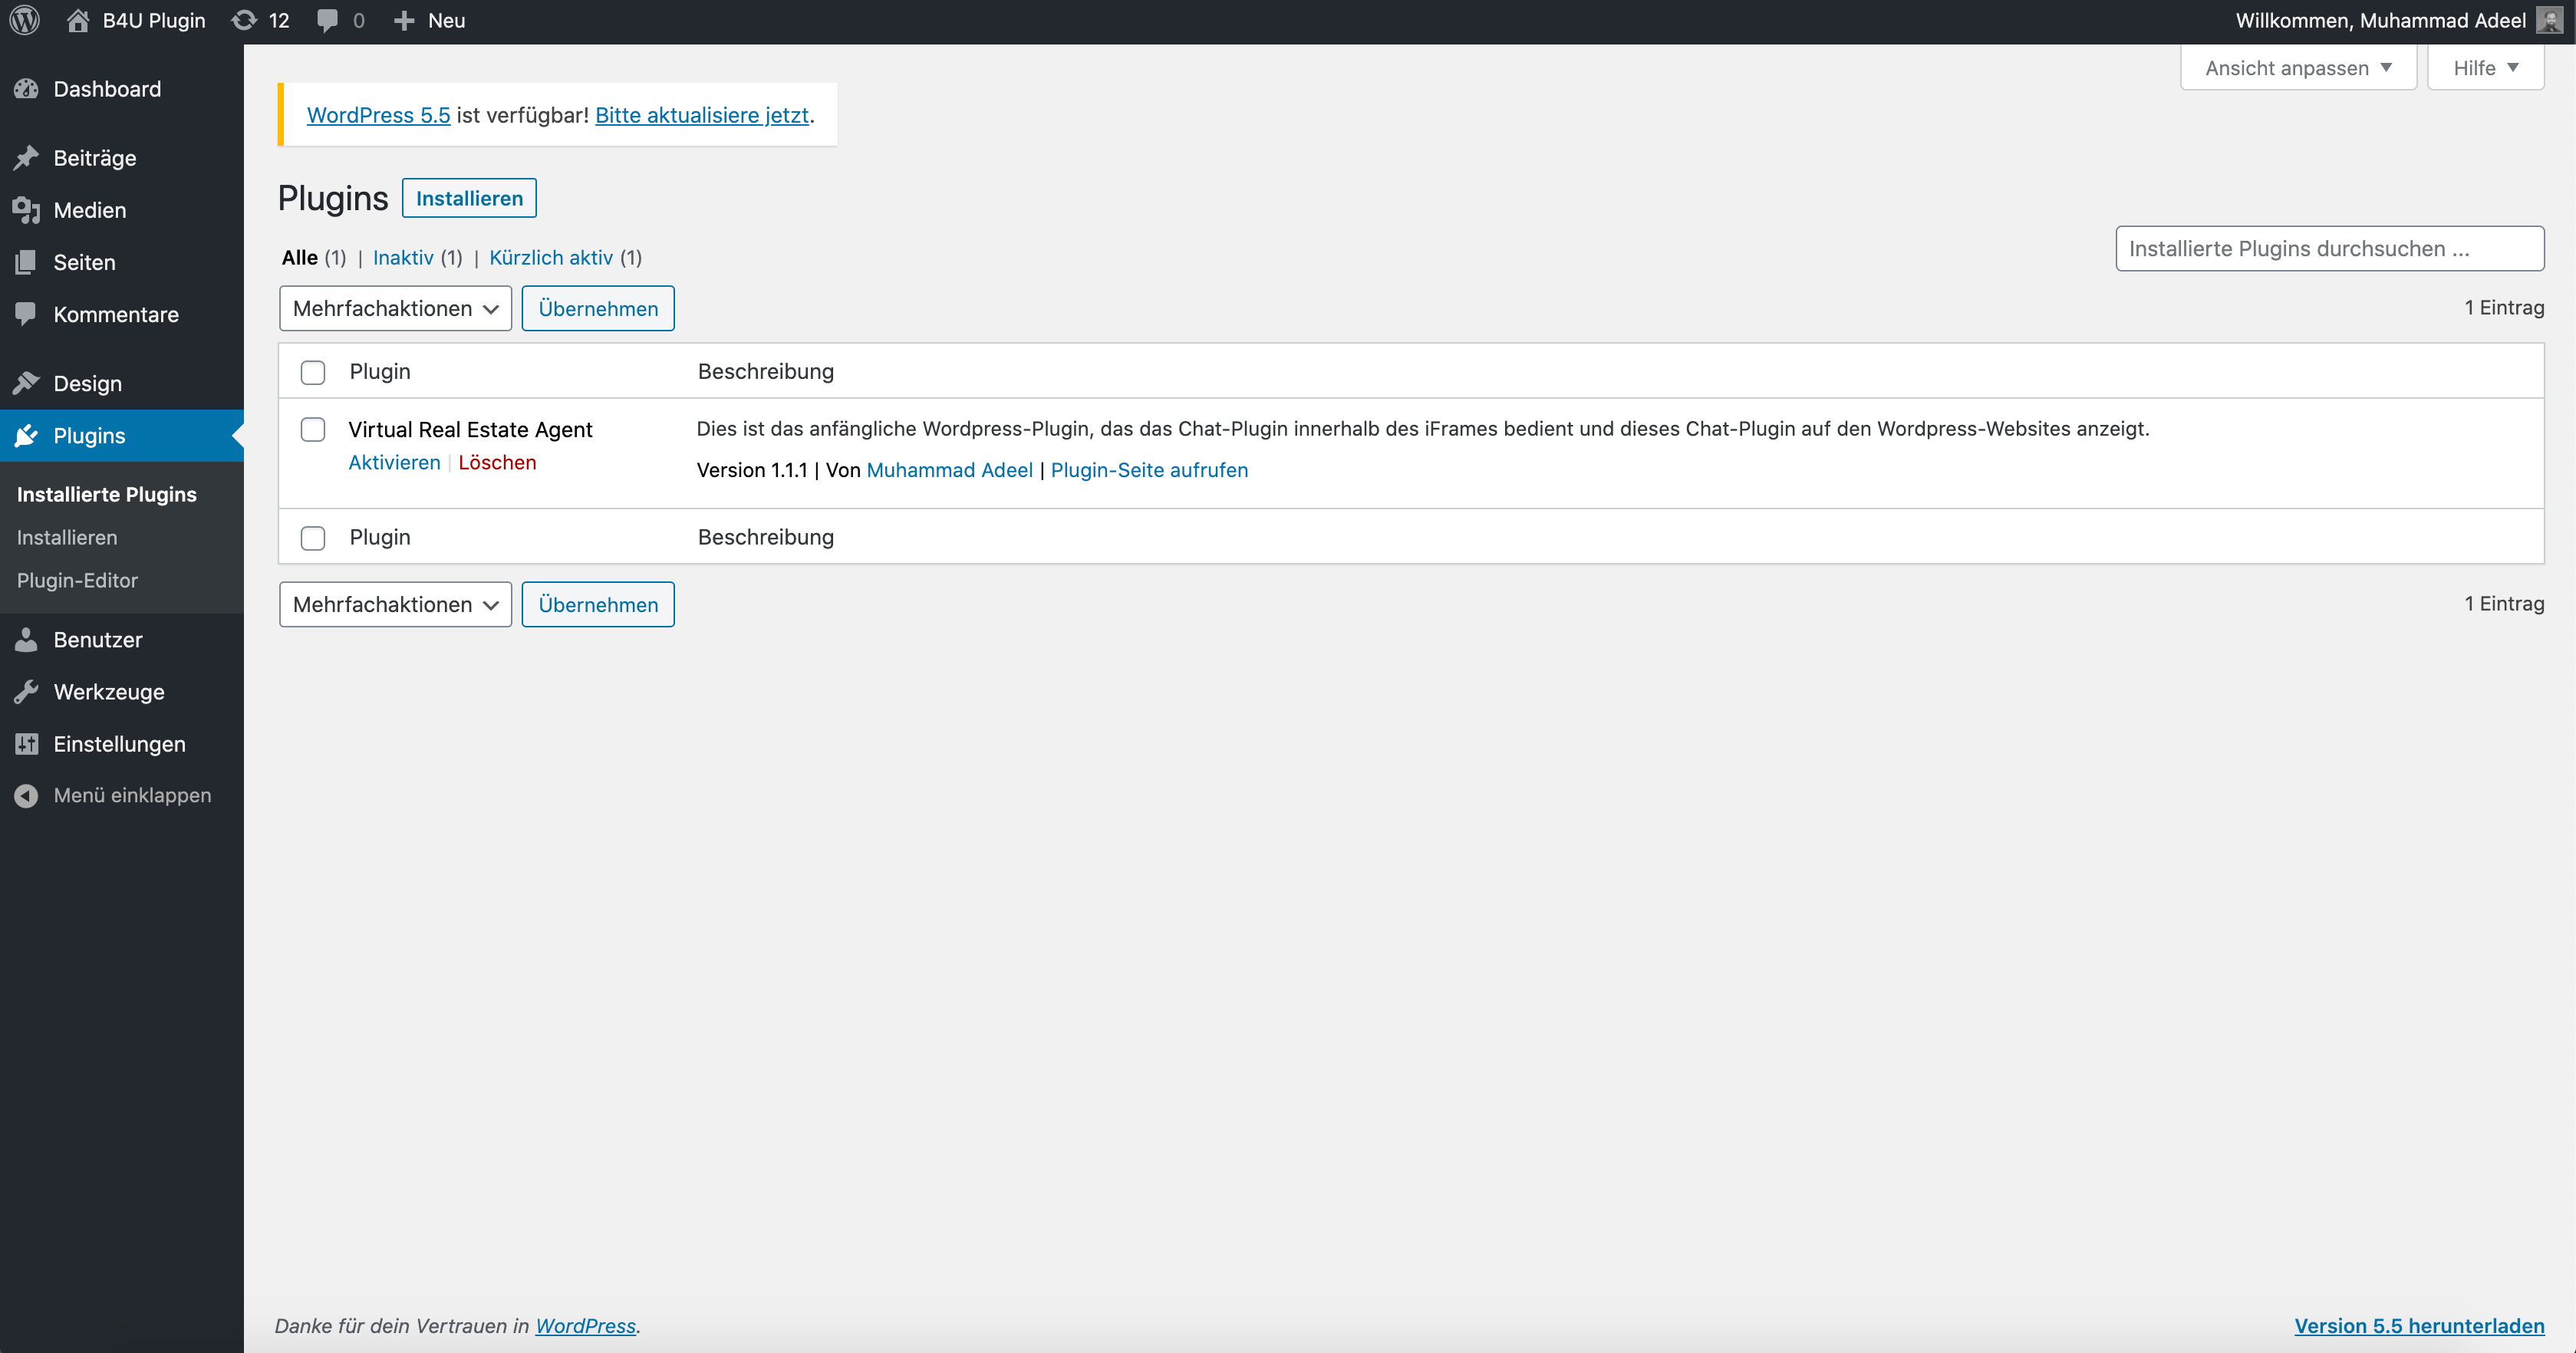 B4U Plugin 12 0 Neu Willkommen, Muhammad Adeel
Ansicht anpassen Hilfe
WordPress 5.5 ist verfügbar! Bitte aktualisiere jetzt.
Dashboard
Beiträge
Medien
Seiten
Kommentare
Design
Plugins
Installierte Plugins
Installieren
Plugin-Editor
Benutzer
Werkzeuge
Einstellungen
Menü einklappen
Plugins Installieren
Alle (1) | Inaktiv (1) | Kürzlich aktiv (1)
Installierte Plugins durchsuchen ...
Mehrfachaktionen Übernehmen 1 Eintrag
Plugin Beschreibung
Virtual Real Estate Agent Dies ist das anfängliche Wordpress-Plugin, das das Chat-Plugin innerhalb des iFrames bedient und dieses Chat-Plugin auf den Wordpress-Websites anzeigt.
Aktivieren | Löschen Version 1.1.1 | Von Muhammad Adeel | Plugin-Seite aufrufen
Plugin Beschreibung
Mehrfachaktionen Übernehmen 1 Eintrag
Danke für dein Vertrauen in WordPress. Version 5.5 herunterladen